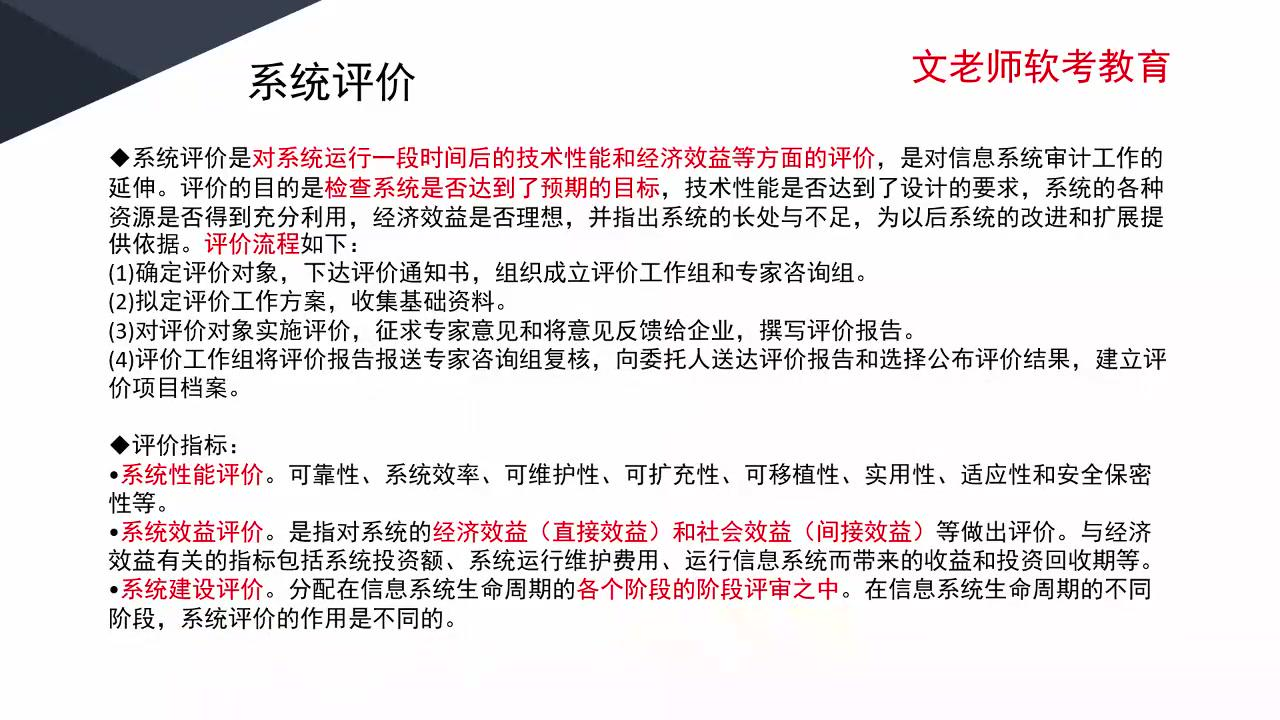 系统评价
文老师软考教育
◆系统评价是对系统运行一段时间后的技术性能和经济效益等方面的评价，是对信息系统审计工作的
延伸。评价的目的是检查系统是否达到了预期的目标，技术性能是否达到了设计的要求，系统的各种
资源是否得到充分利用，经济效益是否理想，并指出系统的长处与不足，为以后系统的改进和扩展提
供依据。评价流程如下：
(1)确定评价对象，下达评价通知书，组织成立评价工作组和专家咨询组。
(2)拟定评价工作方案，收集基础资料。
(3)对评价对象实施评价，征求专家意见和将意见反馈给企业，撰写评价报告。
(4)评价工作组将评价报告报送专家咨询组复核，向委托人送达评价报告和选择公布评价结果，建立评
价项目档案。
◆评价指标：
•系统性能评价。可靠性、系统效率、可维护性、可扩充性、可移植性、实用性、适应性和安全保密
性等。
•系统效益评价。是指对系统的经济效益（直接效益）和社会效益（间接效益）等做出评价。与经济
效益有关的指标包括系统投资额、系统运行维护费用、运行信息系统而带来的收益和投资回收期等。
•系统建设评价。分配在信息系统生命周期的各个阶段的阶段评审之中。在信息系统生命周期的不同
阶段，系统评价的作用是不同的。